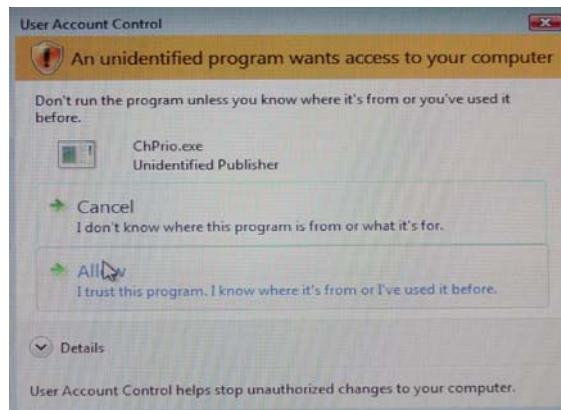 User Account Control
An unidentified program wants access to your computer
Don't run the program unless you know where it's from or you've used it
before.
ChPrio.exe
Unidentified Publisher
Cancel
I don't know where this program is from or what it's for.
Allow
I trust this program. I know where it's from or I've used it before.
Details
User Account Control helps stop unauthorized changes to your computer.